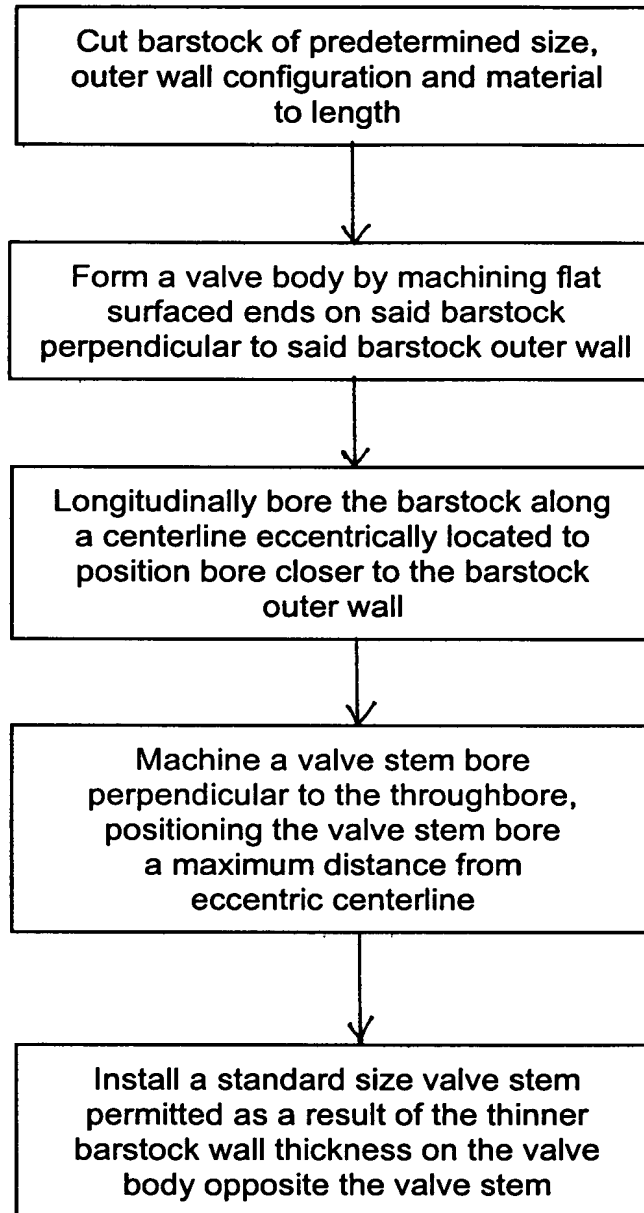 Cut barstock of predetermined size,
outer wall configuration and material
to length
Form a valve body by machining flat
surfaced ends on said barstock
perpendicular to said barstock outer wall
Longitudinally bore the barstock along
a centerline eccentrically located to
position bore closer to the barstock
outer wall
Machine a valve stem bore
perpendicular to the throughbore,
positioning the valve stem bore
a maximum distance from
eccentric centerline
Install a standard size valve stem
permitted as a result of the thinner
barstock wall thickness on the valve
body opposite the valve stem